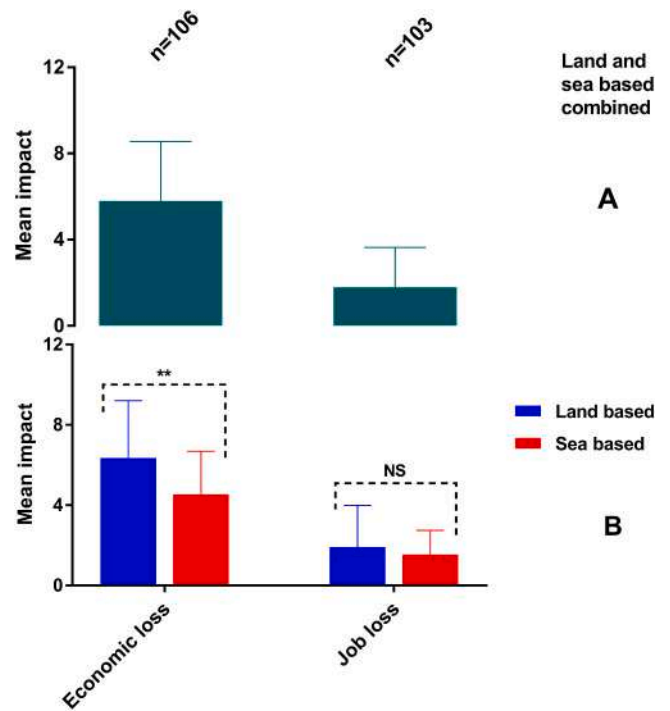 n=106
n=103
Land and
sea based
combined
A
Mean impact
12
8
4
0
12
8
4
0
Mean impact
**
NS
Land based
Sea based
B
Economic loss
Job loss